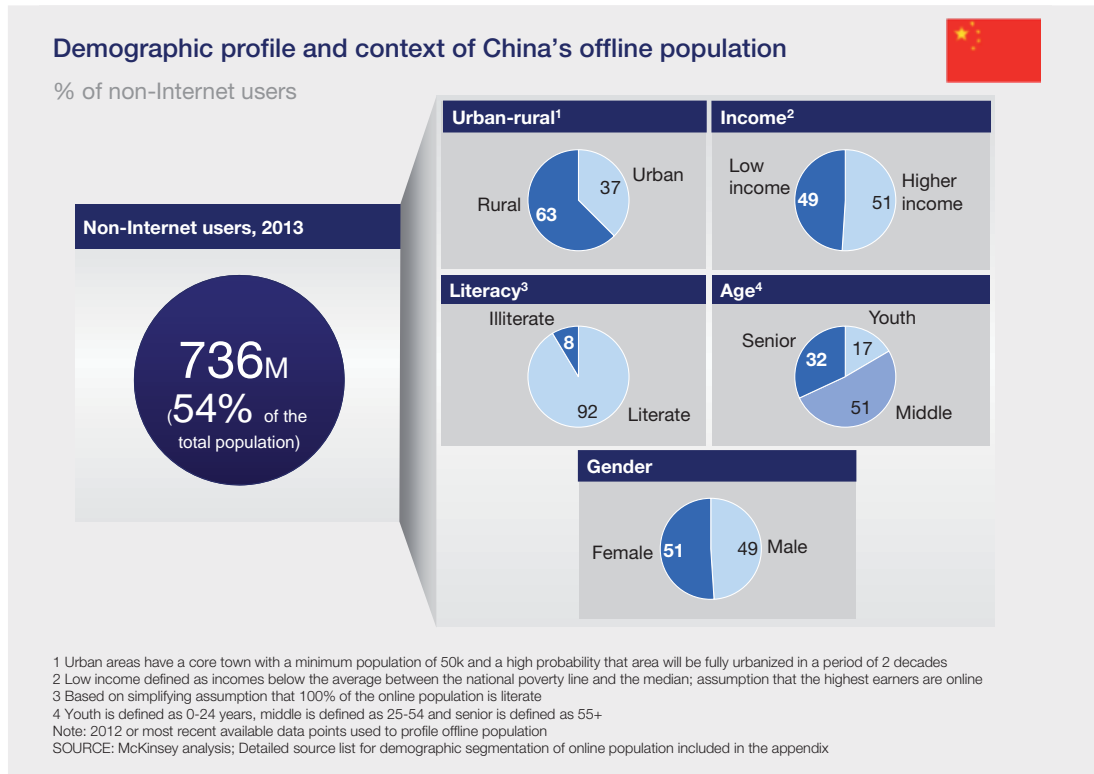 Demographic profile and context of China's offline population
% of non-Internet users
Non-Internet users, 2013
736M
(54% of the
total population)
Urban-rural1
Urban
37
Rural
63
Income2
Low
income
49
Higher
income
51
Literacy3
Illiterate
8
92
Literate
Age4
Youth
17
Senior
32
51
Middle
Gender
Female
51
49
Male
1 Urban areas have a core town with a minimum population of 50k and a high probability that area will be fully urbanized in a period of 2 decades
2 Low income defined as incomes below the average between the national poverty line and the median; assumption that the highest earners are online
3 Based on simplifying assumption that 100% of the online population is literate
4 Youth is defined as 0-24 years, middle is defined as 25-54 and senior is defined as 55+
Note: 2012 or most recent available data points used to profile offline population
SOURCE: McKinsey analysis; Detailed source list for demographic segmentation of online population included in the appendix